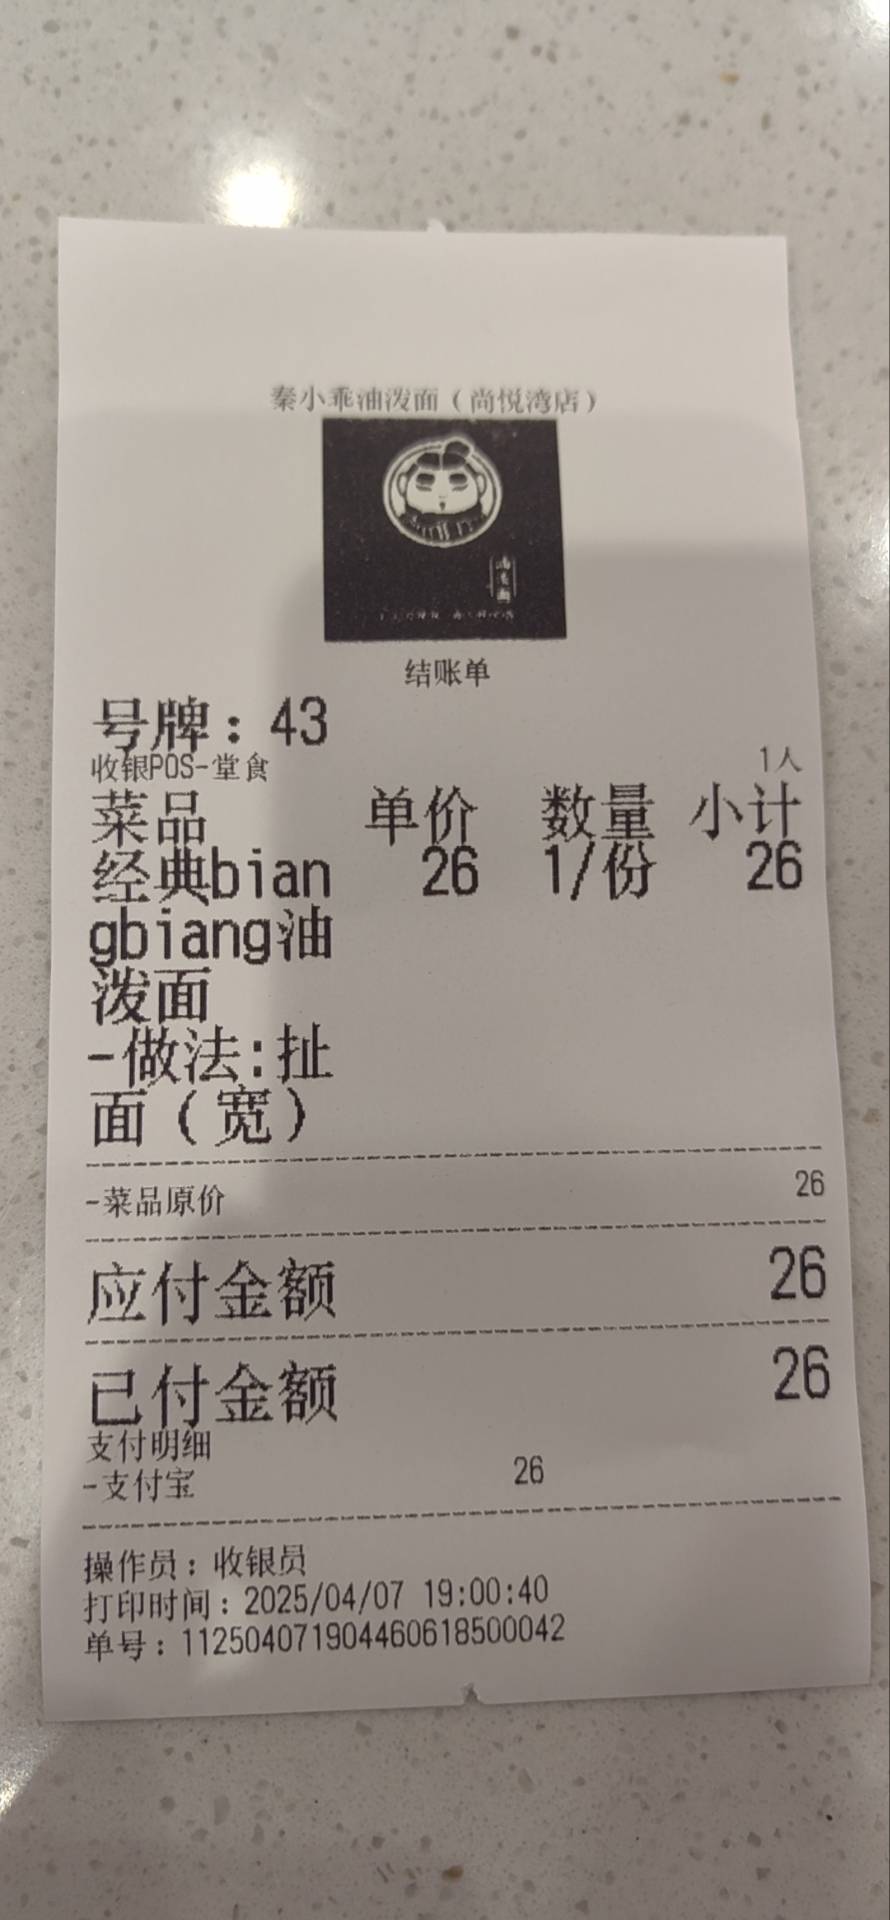 秦小乖油泼面（尚悦湾店）
油泼面
结账单
号牌：43
收银POS-堂食 1人
菜品 单价 数量 小计
经典bian 26 1/份 26
gbiang油
泼面
-做法:扯
面（宽）
-菜品原价 26
应付金额 26
已付金额 26
支付明细
-支付宝 26
操作员：收银员
打印时间：2025/04/07 19:00:40
单号：112504071904460618500042